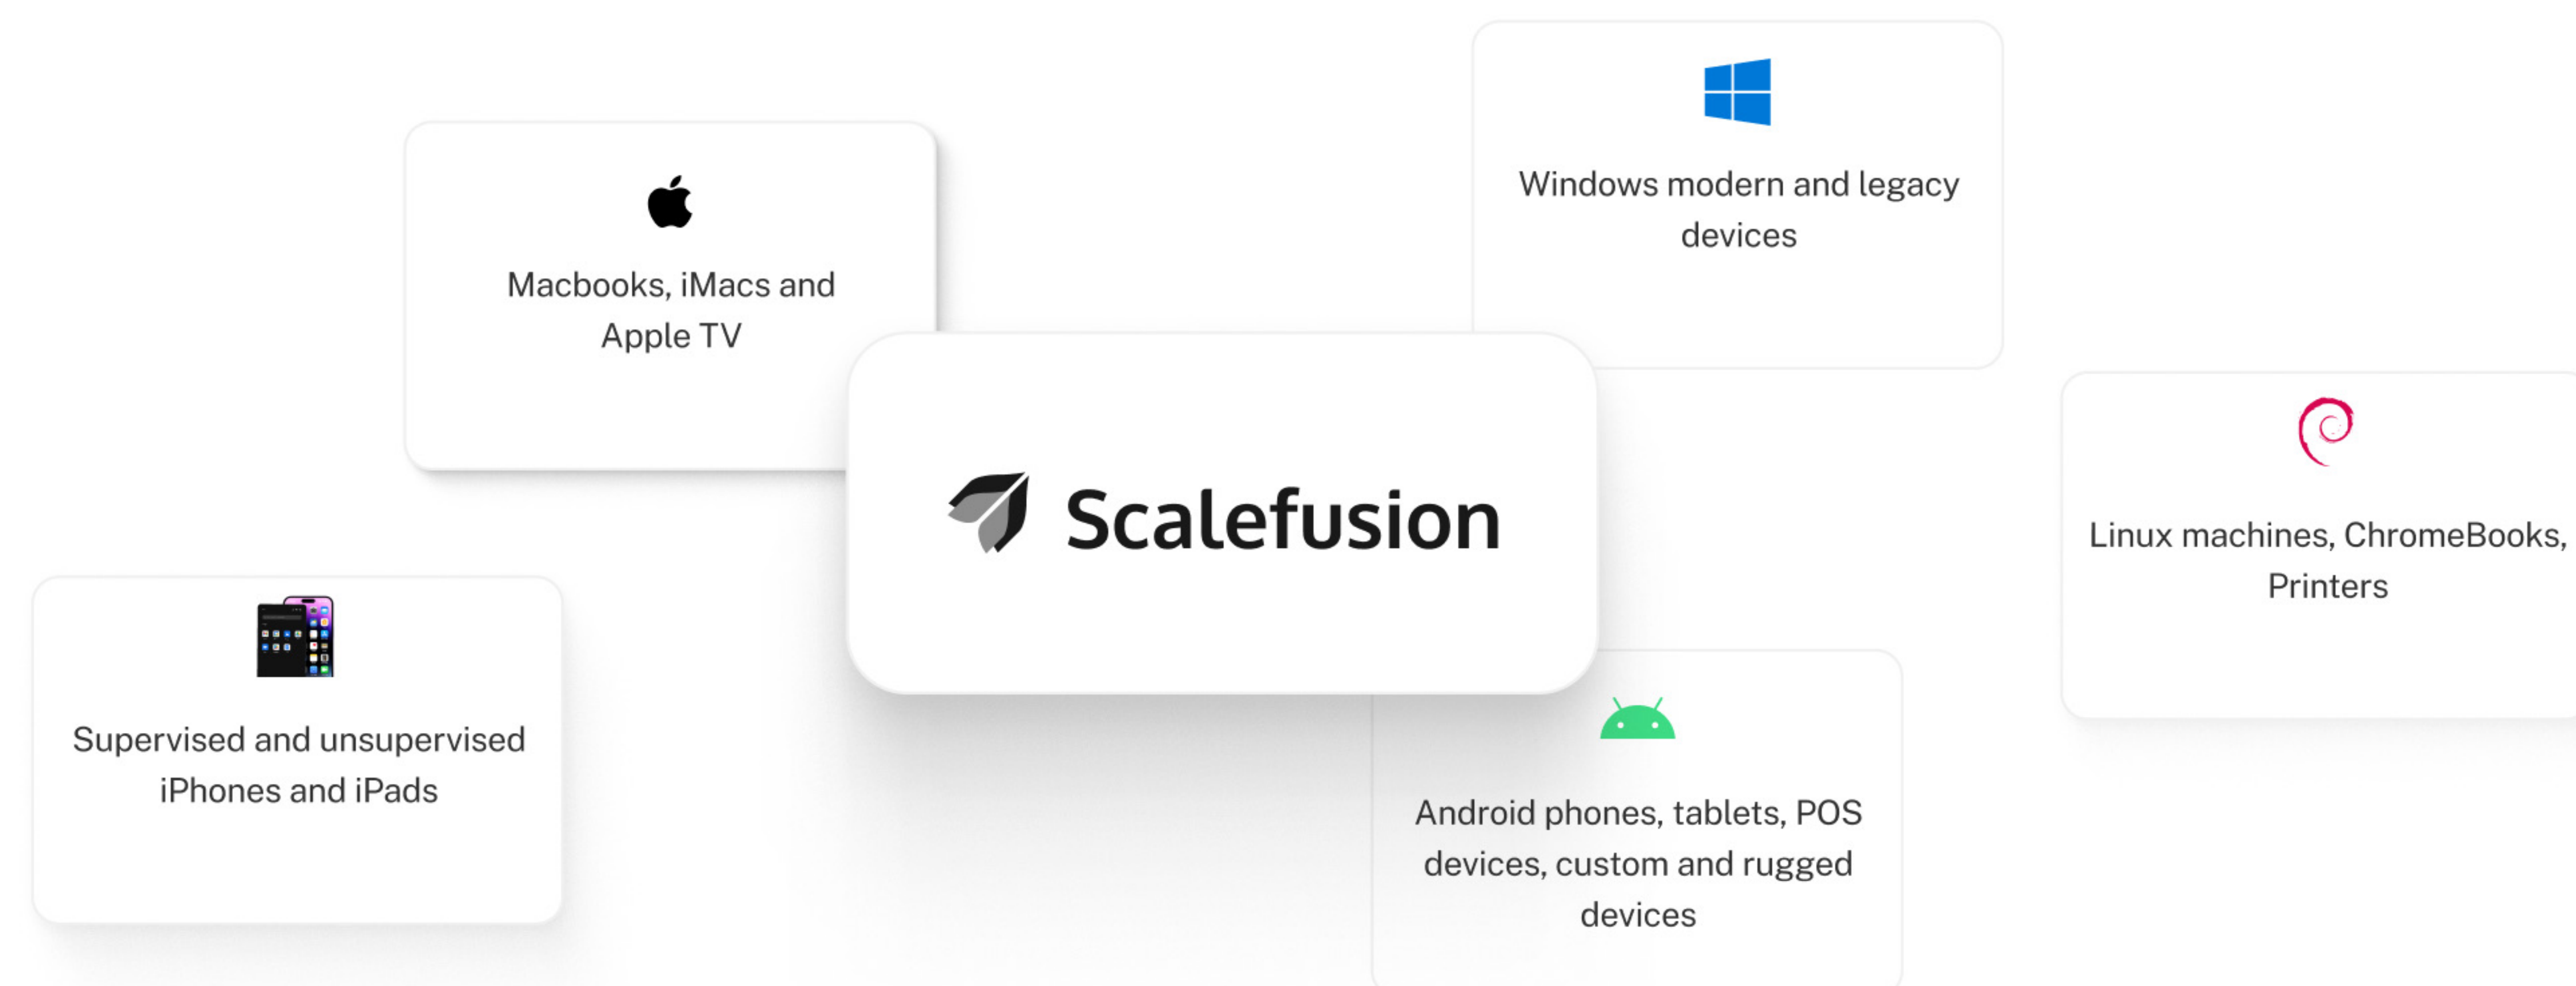 Windows modern and legacy
devices
Macbooks, iMacs and
Apple TV
Scalefusion
Linux machines, ChromeBooks,
Printers
Supervised and unsupervised
iPhones and iPads
Android phones, tablets, POS
devices, custom and rugged
devices